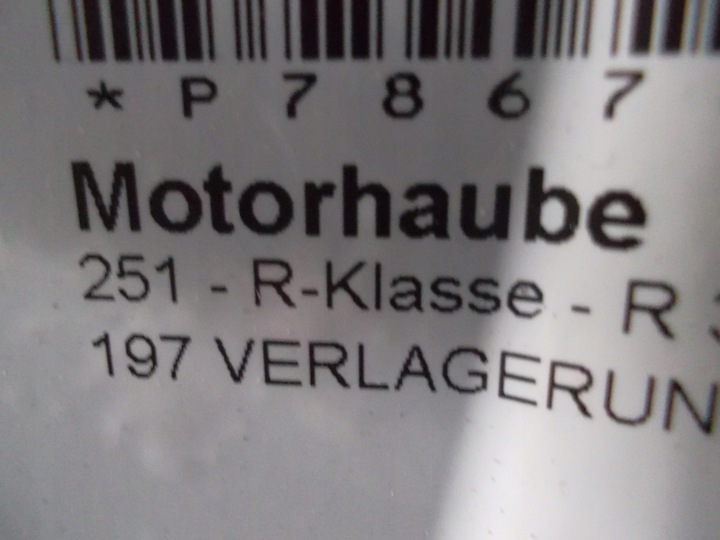 *P7867
Motorhaube
251 - R-Klasse - R
197 VERLAGERUN